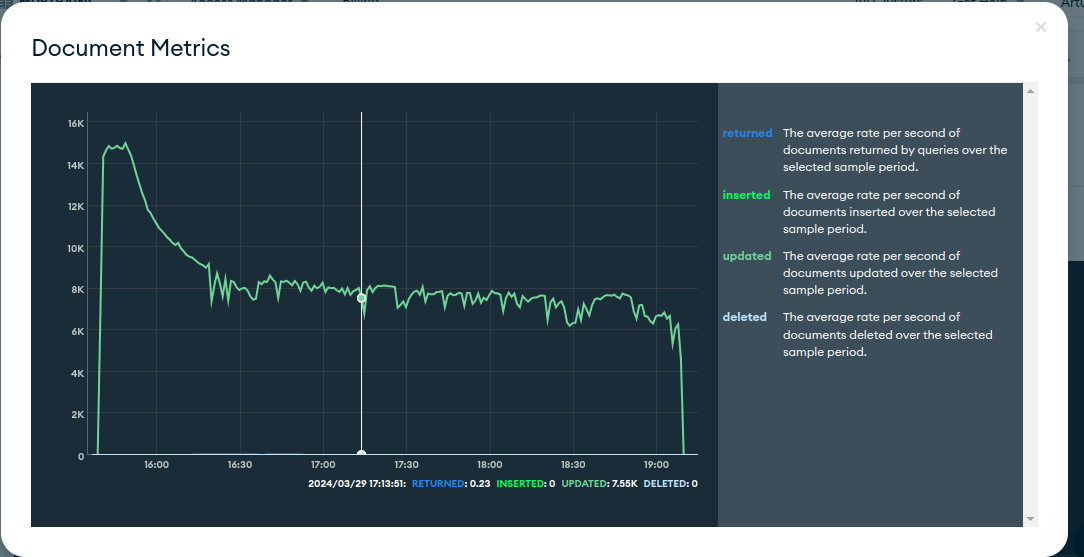 Document Metrics
×
16K
14K
12K
10K
8K
6K
4K
2K
0
16:00 16:30 17:00 17:30 18:00 18:30 19:00
2024/03/29 17:13:51: RETURNED: 0.23 INSERTED: 0 UPDATED: 7.55K DELETED: 0
returned The average rate per second of
documents returned by queries over the
selected sample period.
inserted The average rate per second of
documents inserted over the selected
sample period.
updated The average rate per second of
documents updated over the selected
sample period.
deleted The average rate per second of
documents deleted over the selected
sample period.